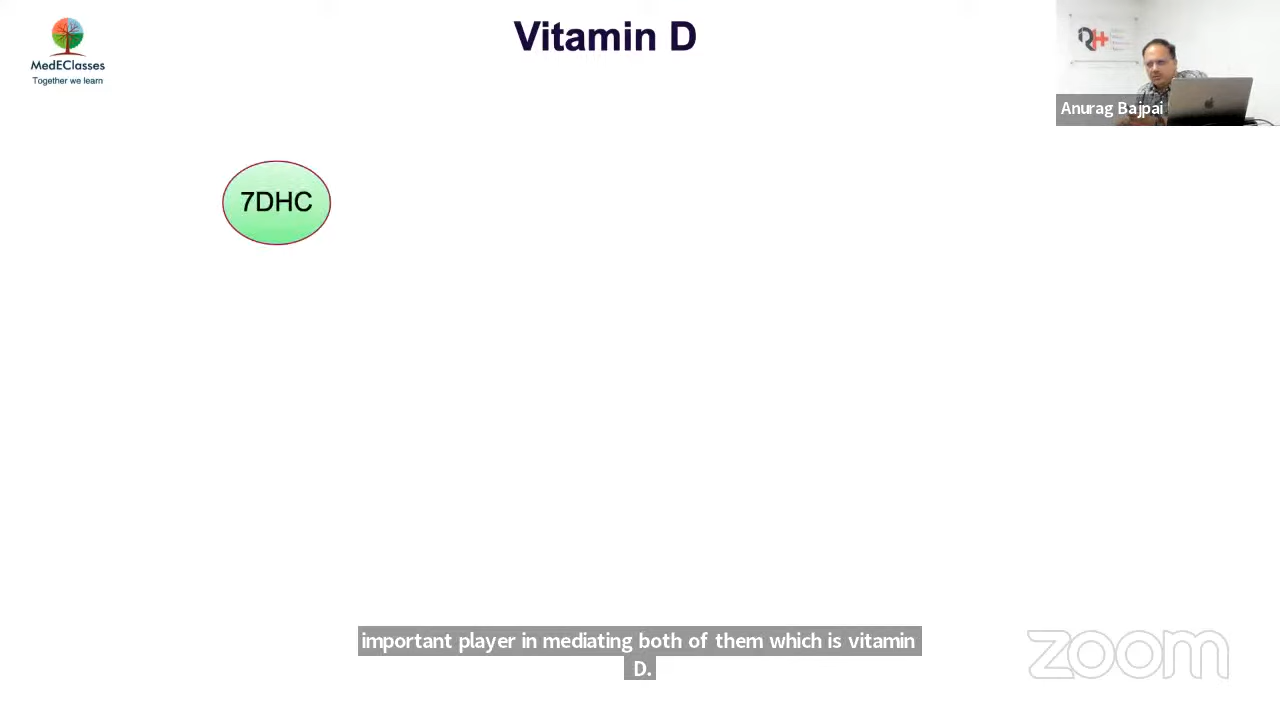 Vitamin D
MedEClasses
Together we learn
Anurag Bajpai
7DHC
important player in mediating both of them which is vitamin
D.
zoom